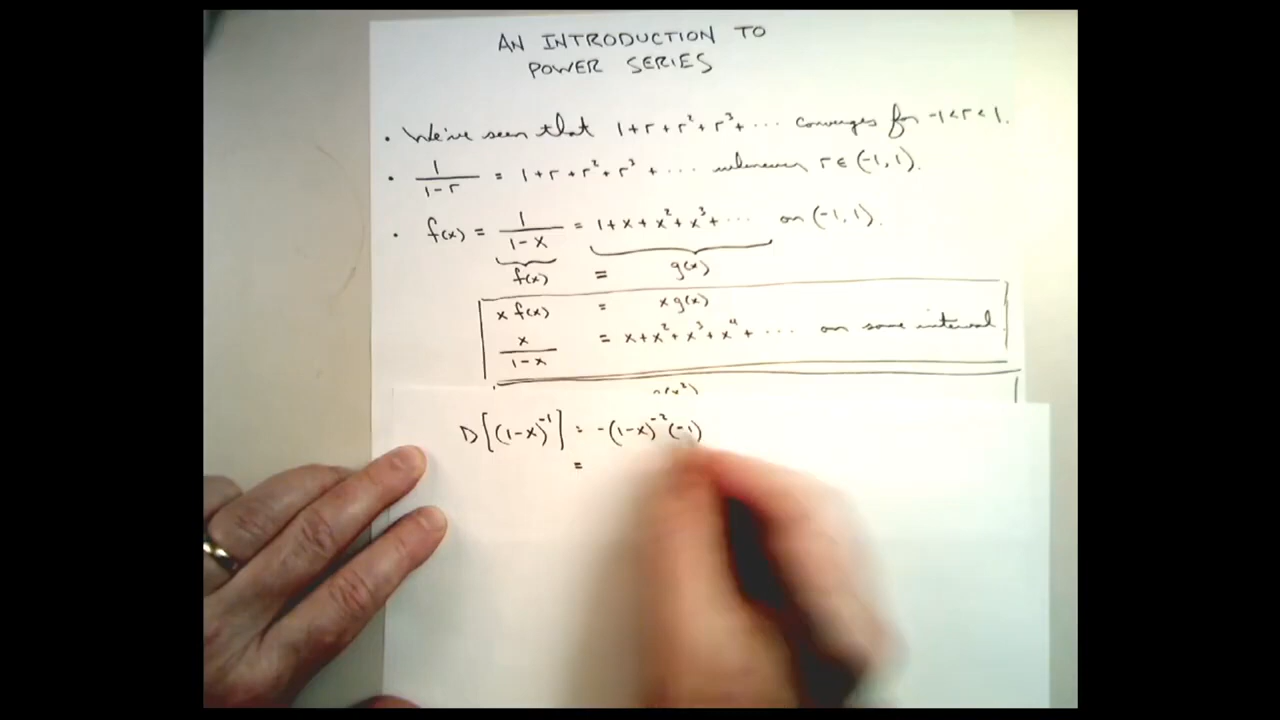 AN INTRODUCTION TO
POWER SERIES
• We've seen that 1 + r + r² + r³ + ⋯ converges for -1 < r < 1.
• 1/(1-r) = 1 + r + r² + r³ + ⋯ whenever r ∈ (-1, 1).
• f(x) = 1/(1-x) = 1 + x + x² + x³ + ⋯ on (-1, 1).
f(x) = g(x)
x f(x) = x g(x)
x/(1-x) = x + x² + x³ + x⁴ + ⋯ on same interval
D[(1-x)⁻¹] = -(1-x)⁻²(-1)
=